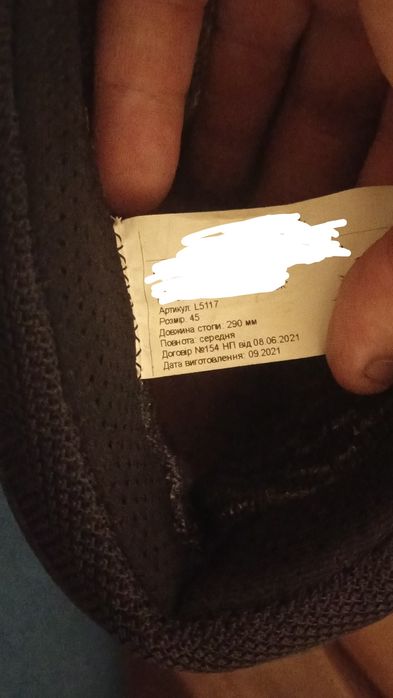 Артикул: L5117
Розмір: 45
Довжина стопи: 290 мм
Повнота: середня
Договір №154 НП від 08.06.2021
Дата виготовлення: 09.2021